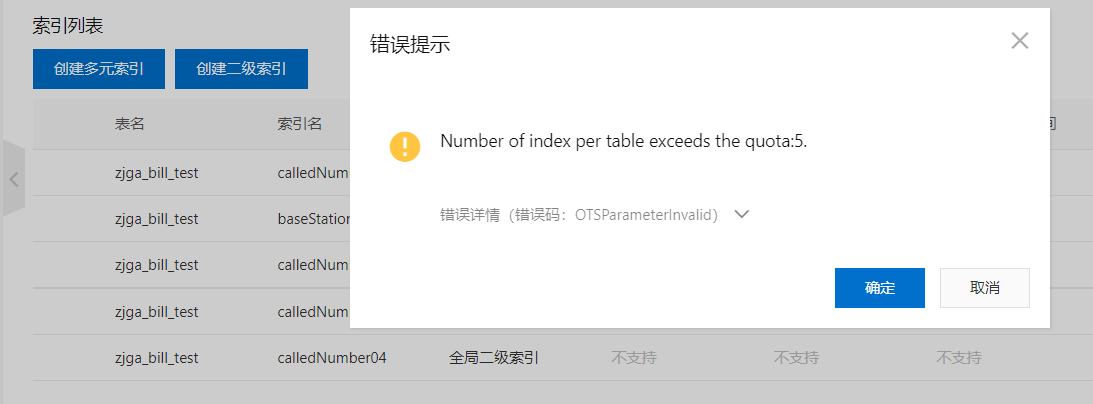 索引列表
创建多元索引 创建二级索引
表名 索引名 间
zjga_bill_test calledNum
zjga_bill_test baseStation
zjga_bill_test calledNum
zjga_bill_test calledNum
zjga_bill_test calledNumber04 全局二级索引 不支持 不支持 不支持
错误提示
Number of index per table exceeds the quota:5.
错误详情（错误码：OTSParameterInvalid）
确定 取消